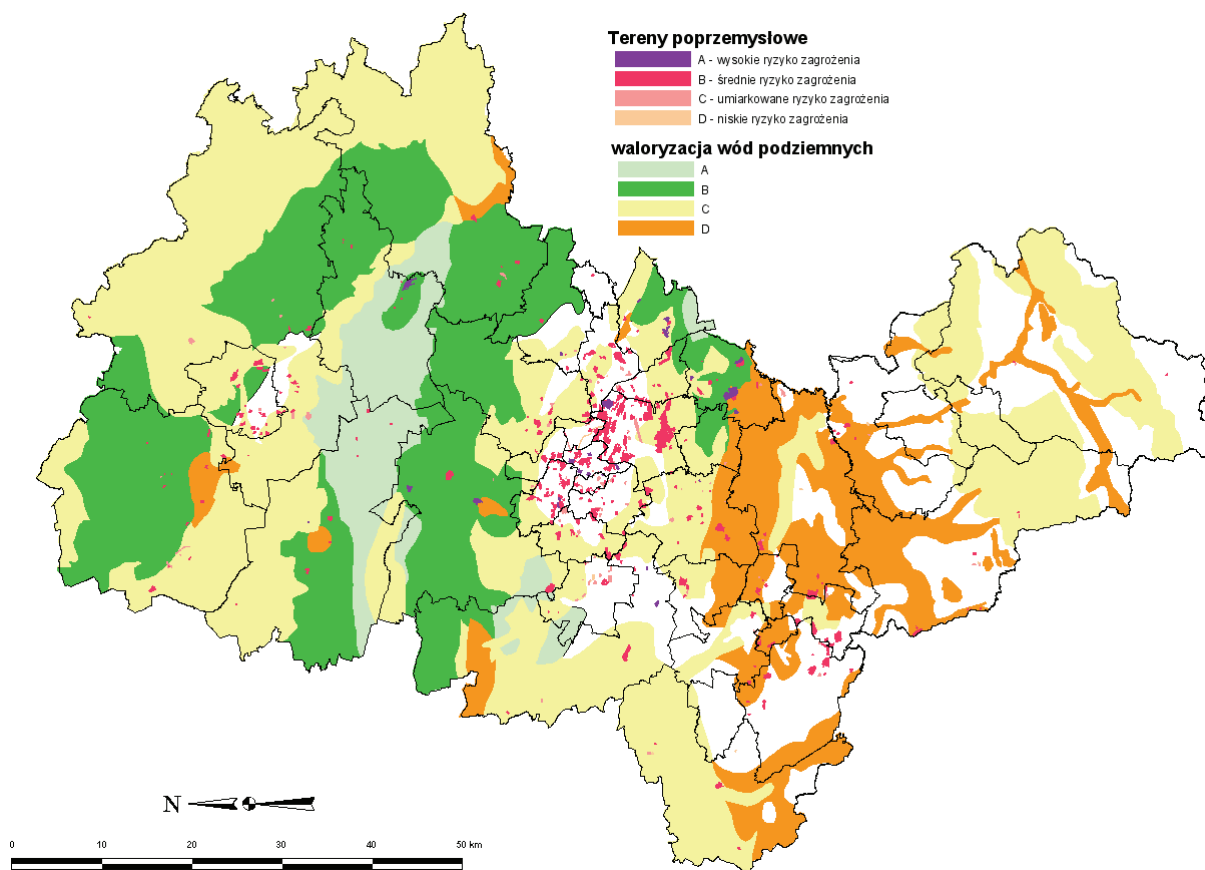 Tereny poprzemysłowe
A - wysokie ryzyko zagrożenia
B - średnie ryzyko zagrożenia
C - umiarkowane ryzyko zagrożenia
D - niskie ryzyko zagrożenia
waloryzacja wód podziemnych
A
B
C
D
N
0 10 20 30 40 50 km